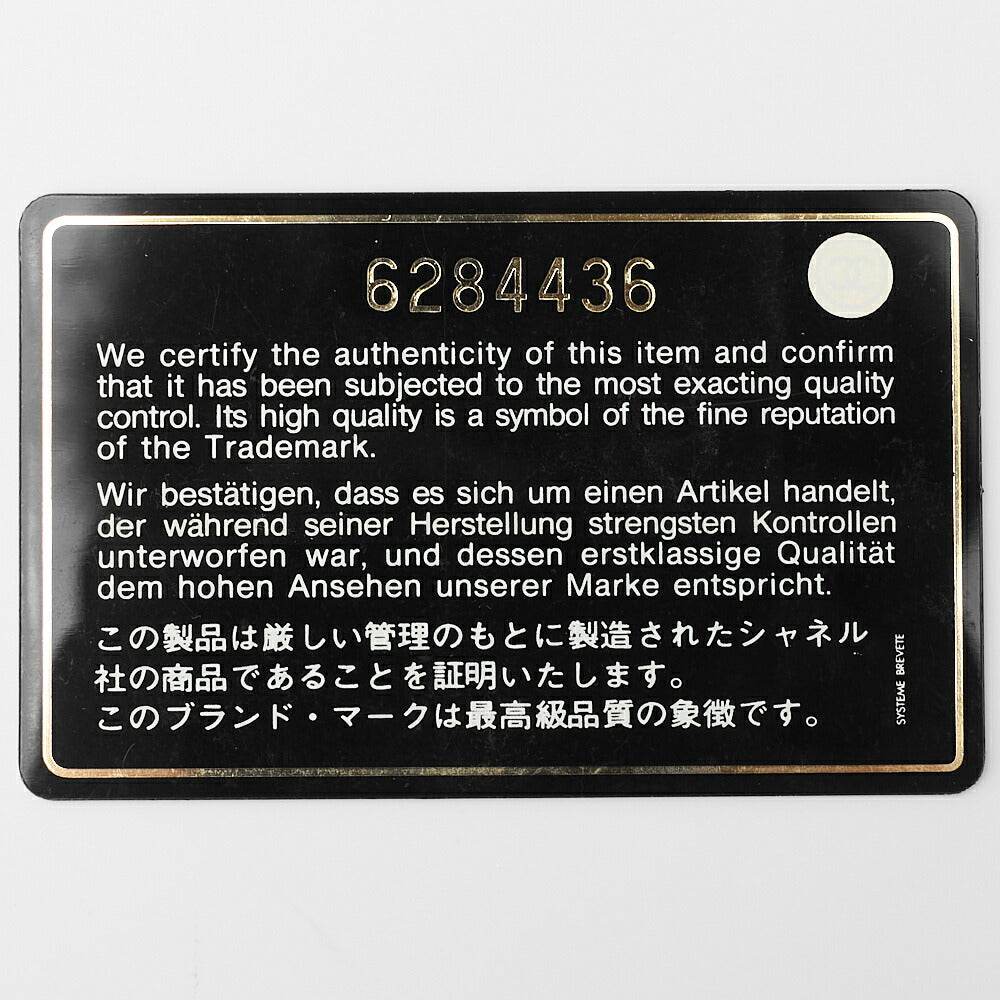 6284436
We certify the authenticity of this item and confirm
that it has been subjected to the most exacting quality
control. Its high quality is a symbol of the fine reputation
of the Trademark.
Wir bestätigen, dass es sich um einen Artikel handelt,
der während seiner Herstellung strengsten Kontrollen
unterworfen war, und dessen erstklassige Qualität
dem hohen Ansehen unserer Marke entspricht.
この製品は厳しい管理のもとに製造されたシャネル
社の商品であることを証明いたします。
このブランド・マークは最高級品質の象徴です。
SYSTEME BREVETE